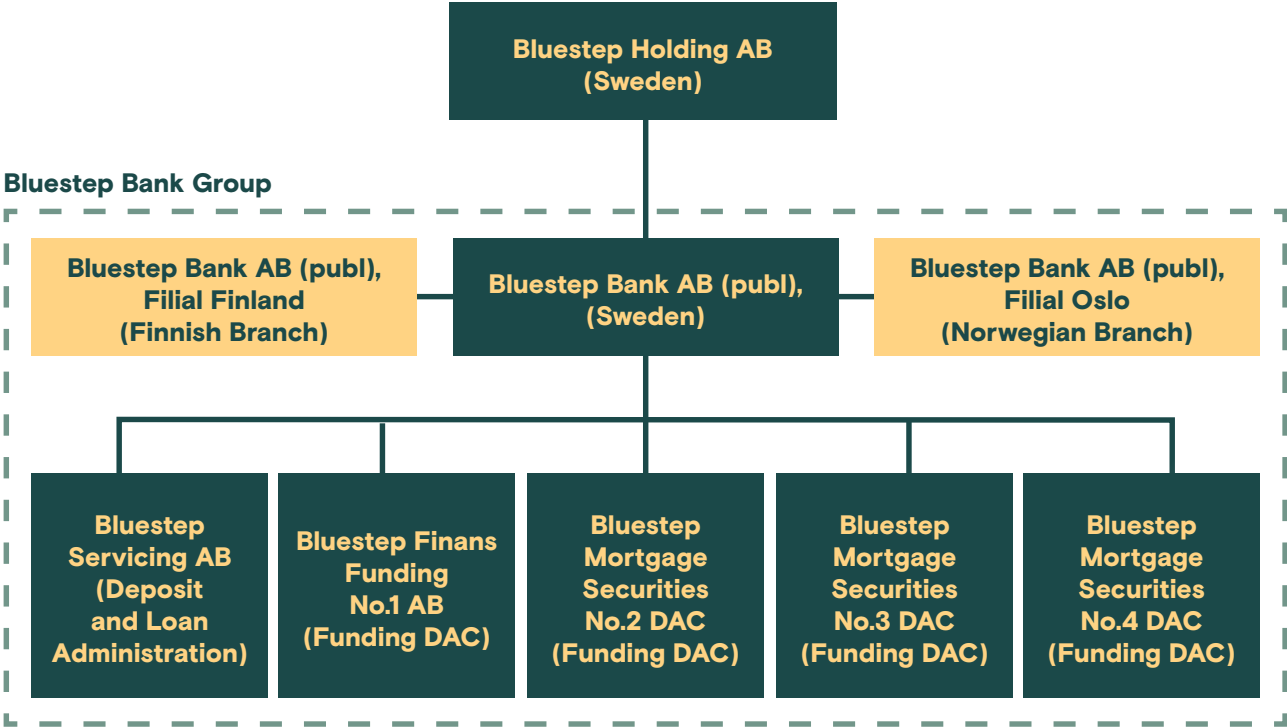 Bluestep Holding AB
(Sweden)
Bluestep Bank Group
Bluestep Bank AB (publ),
Filial Finland
(Finnish Branch)
Bluestep Bank AB (publ),
(Sweden)
Bluestep Bank AB (publ),
Filial Oslo
(Norwegian Branch)
Bluestep
Servicing AB
(Deposit
and Loan
Administration)
Bluestep Finans
Funding
No.1 AB
(Funding DAC)
Bluestep
Mortgage
Securities
No.2 DAC
(Funding DAC)
Bluestep
Mortgage
Securities
No.3 DAC
(Funding DAC)
Bluestep
Mortgage
Securities
No.4 DAC
(Funding DAC)